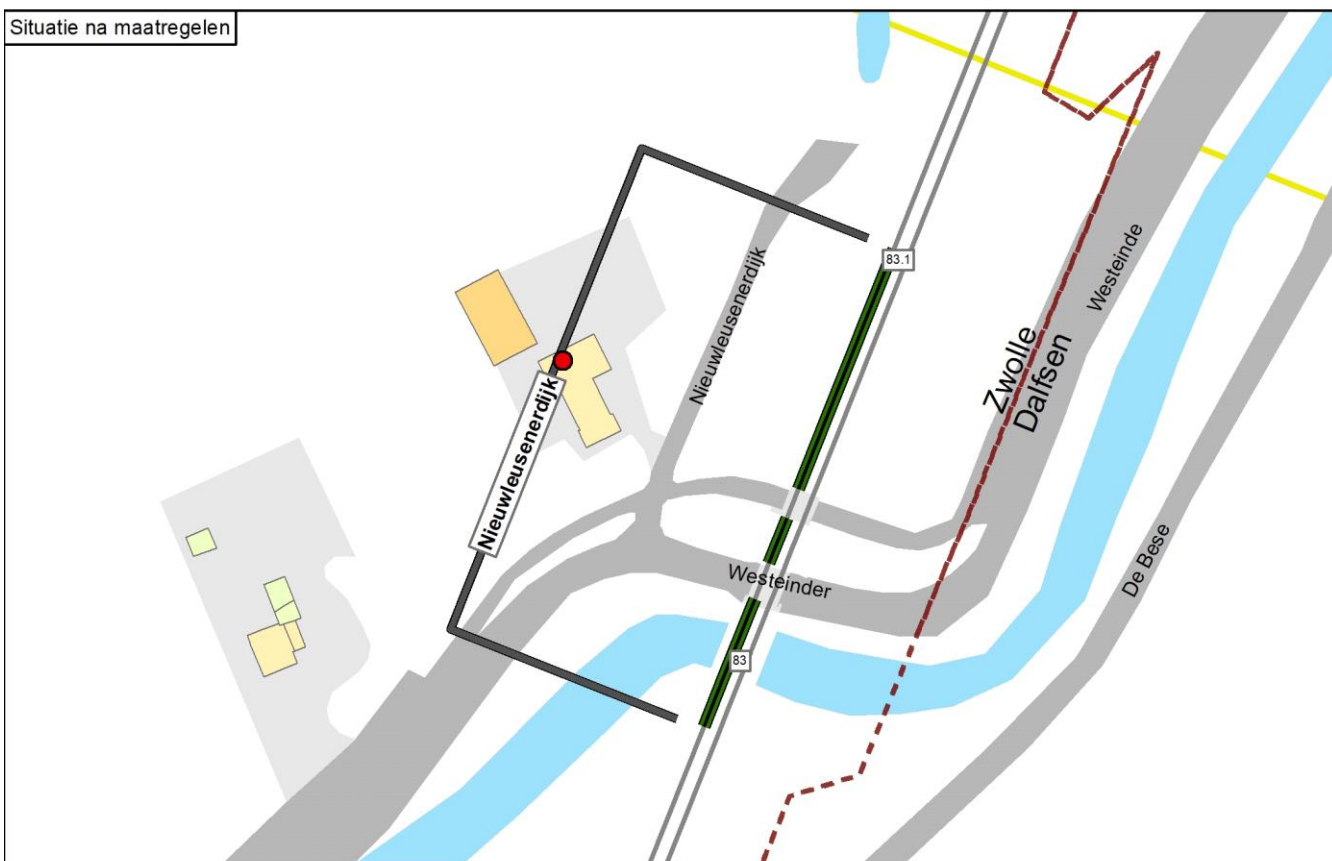 Situatie na maatregelen
83.1
Westeinde
Nieuwleusenerdijk
Zwolle
Dalfsen
Nieuwleusenerdijk
De Bese
Westeinder
83